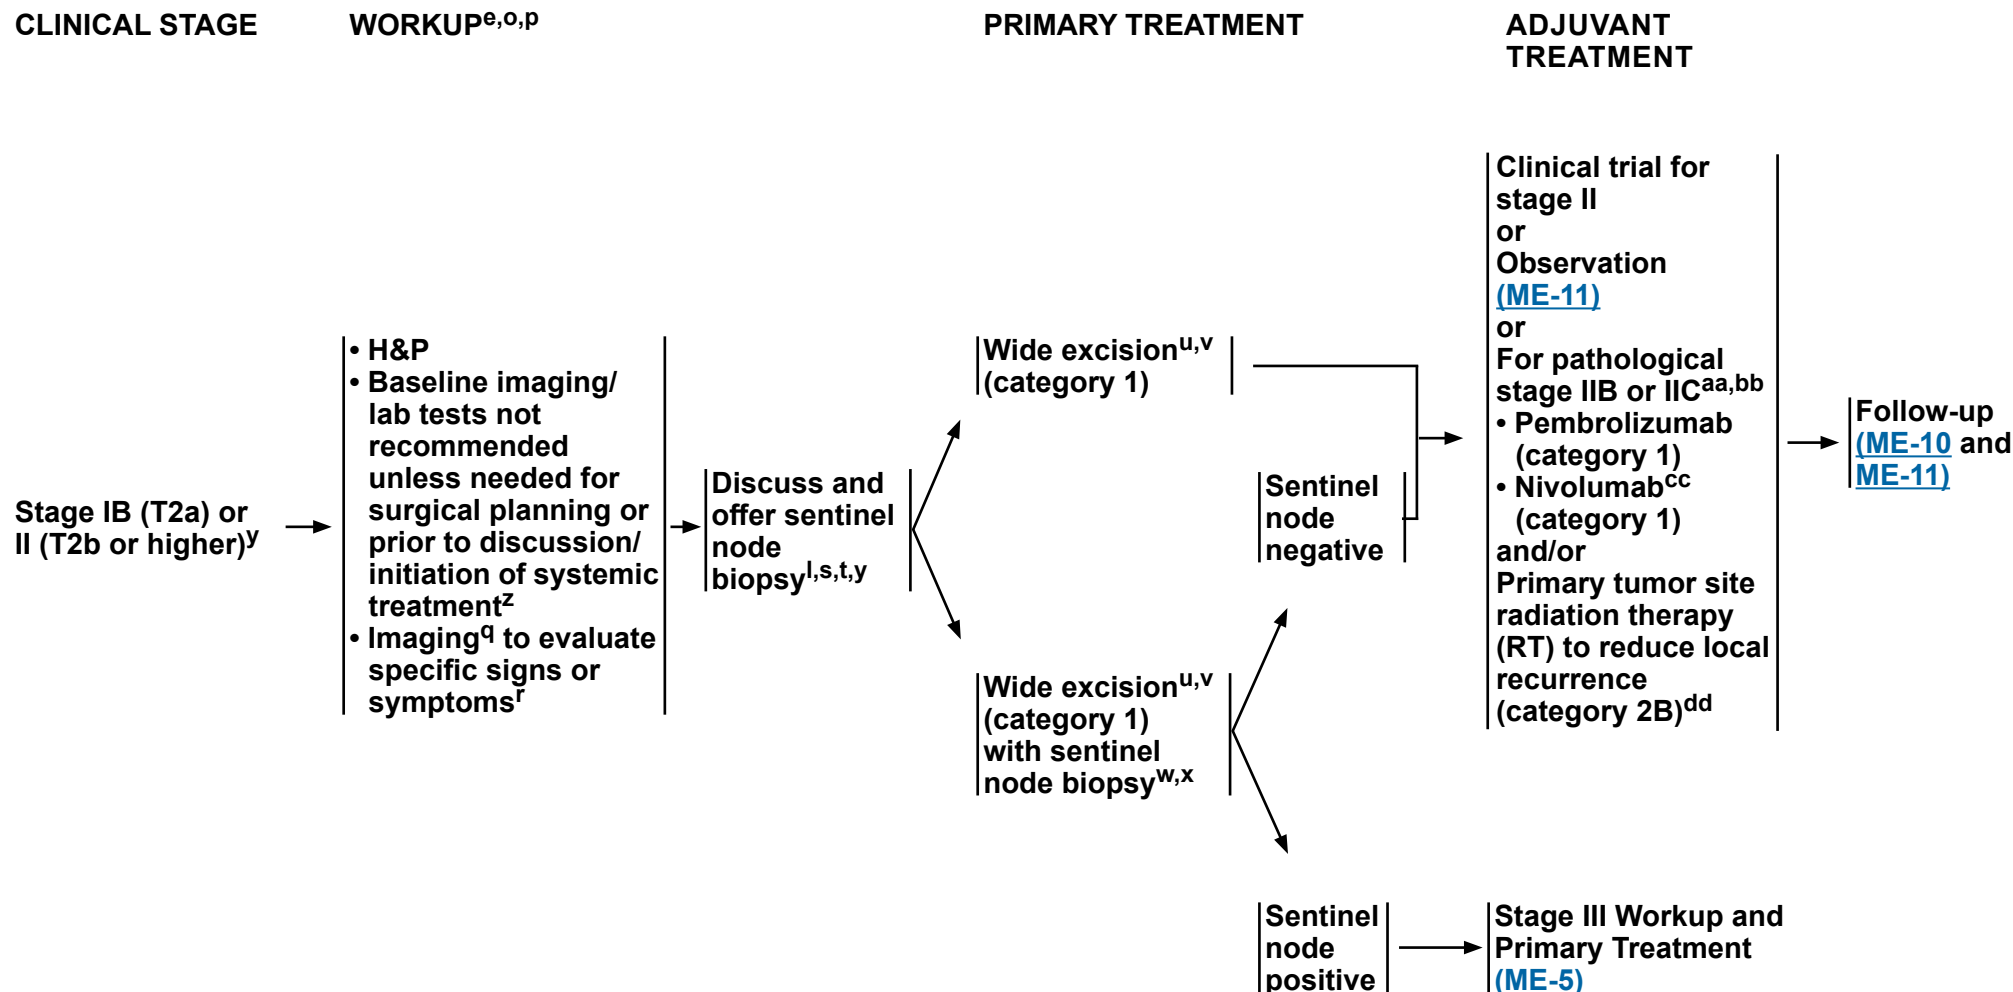 CLINICAL STAGE
WORKUPe,o,p
PRIMARY TREATMENT
ADJUVANT
TREATMENT
Stage IB (T2a) or
II (T2b or higher)y
• H&P
• Baseline imaging/
lab tests not
recommended
unless needed for
surgical planning or
prior to discussion/
initiation of systemic
treatmentz
• Imagingq to evaluate
specific signs or
symptomsr
Discuss and
offer sentinel
node
biopsyl,s,t,y
Wide excisionu,v
(category 1)
Wide excisionu,v
(category 1)
with sentinel
node biopsyw,x
Sentinel
node
negative
Sentinel
node
positive
Clinical trial for
stage II
or
Observation
(ME-11)
or
For pathological
stage IIB or IICaa,bb
• Pembrolizumab
(category 1)
• Nivolumabcc
(category 1)
and/or
Primary tumor site
radiation therapy
(RT) to reduce local
recurrence
(category 2B)dd
Stage III Workup and
Primary Treatment
(ME-5)
Follow-up
(ME-10 and
ME-11)